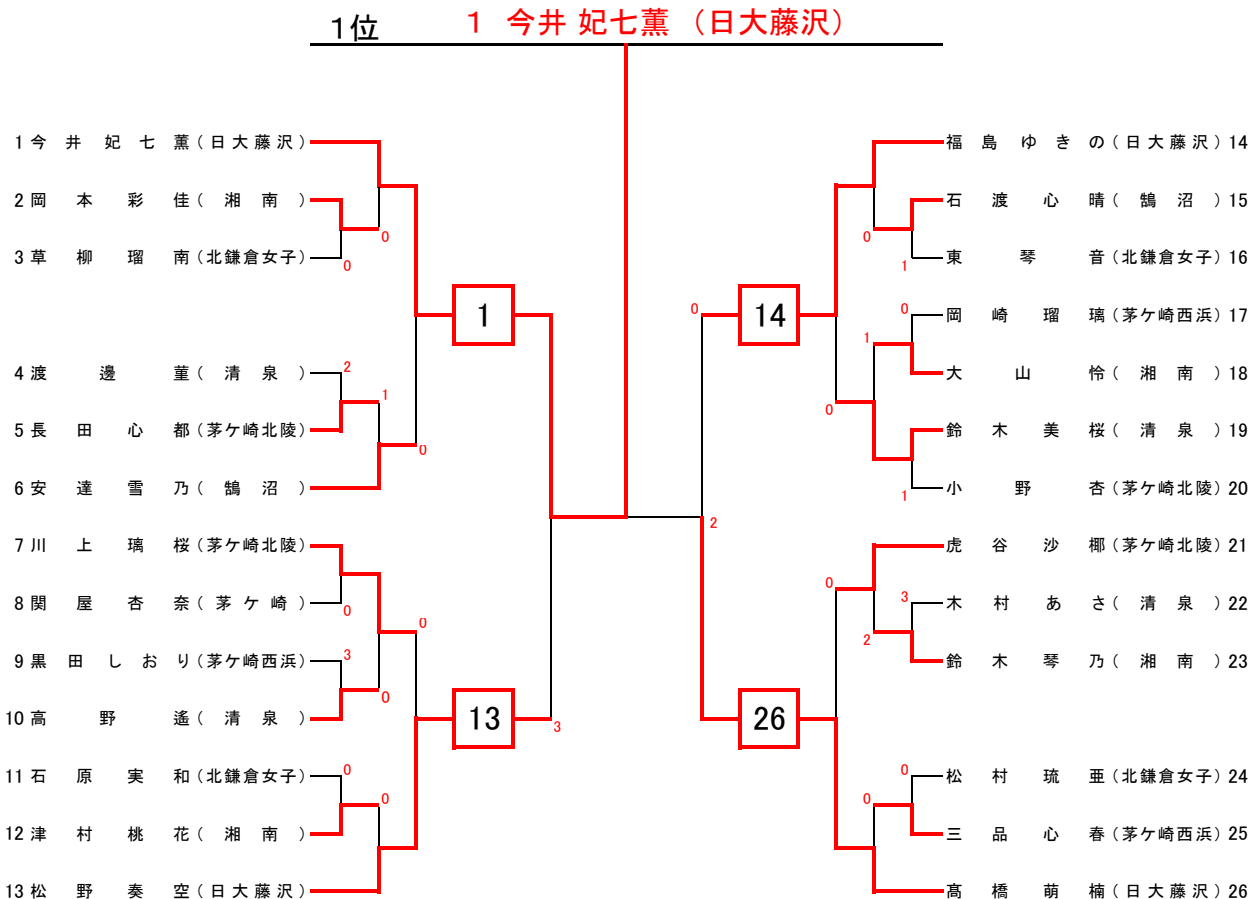 1位 1 今井 妃七薫 (日大藤沢)
1 今井妃七薫(日大藤沢)
2 岡本彩佳(湘南)
0
3 草柳瑠南(北鎌倉女子)
0
1
4 渡邊菫(清泉)
2
1
5 長田心都(茅ケ崎北陵)
0
6 安達雪乃(鵠沼)
7 川上璃桜(茅ケ崎北陵)
8 関屋杏奈(茅ケ崎)
0
0
9 黒田しおり(茅ケ崎西浜)
3
0
10 高野遙(清泉)
13
3
11 石原実和(北鎌倉女子)
0
0
12 津村桃花(湘南)
13 松野奏空(日大藤沢)
福島ゆきの(日大藤沢) 14
石渡心晴(鵠沼) 15
0
東琴音(北鎌倉女子) 16
1
0
14
岡崎瑠璃(茅ケ崎西浜) 17
0
1
大山怜(湘南) 18
0
鈴木美桜(清泉) 19
小野杏(茅ケ崎北陵) 20
1
2
虎谷沙椰(茅ケ崎北陵) 21
0
木村あさ(清泉) 22
3
2
鈴木琴乃(湘南) 23
26
松村琉亜(北鎌倉女子) 24
0
0
三品心春(茅ケ崎西浜) 25
髙橋萌楠(日大藤沢) 26